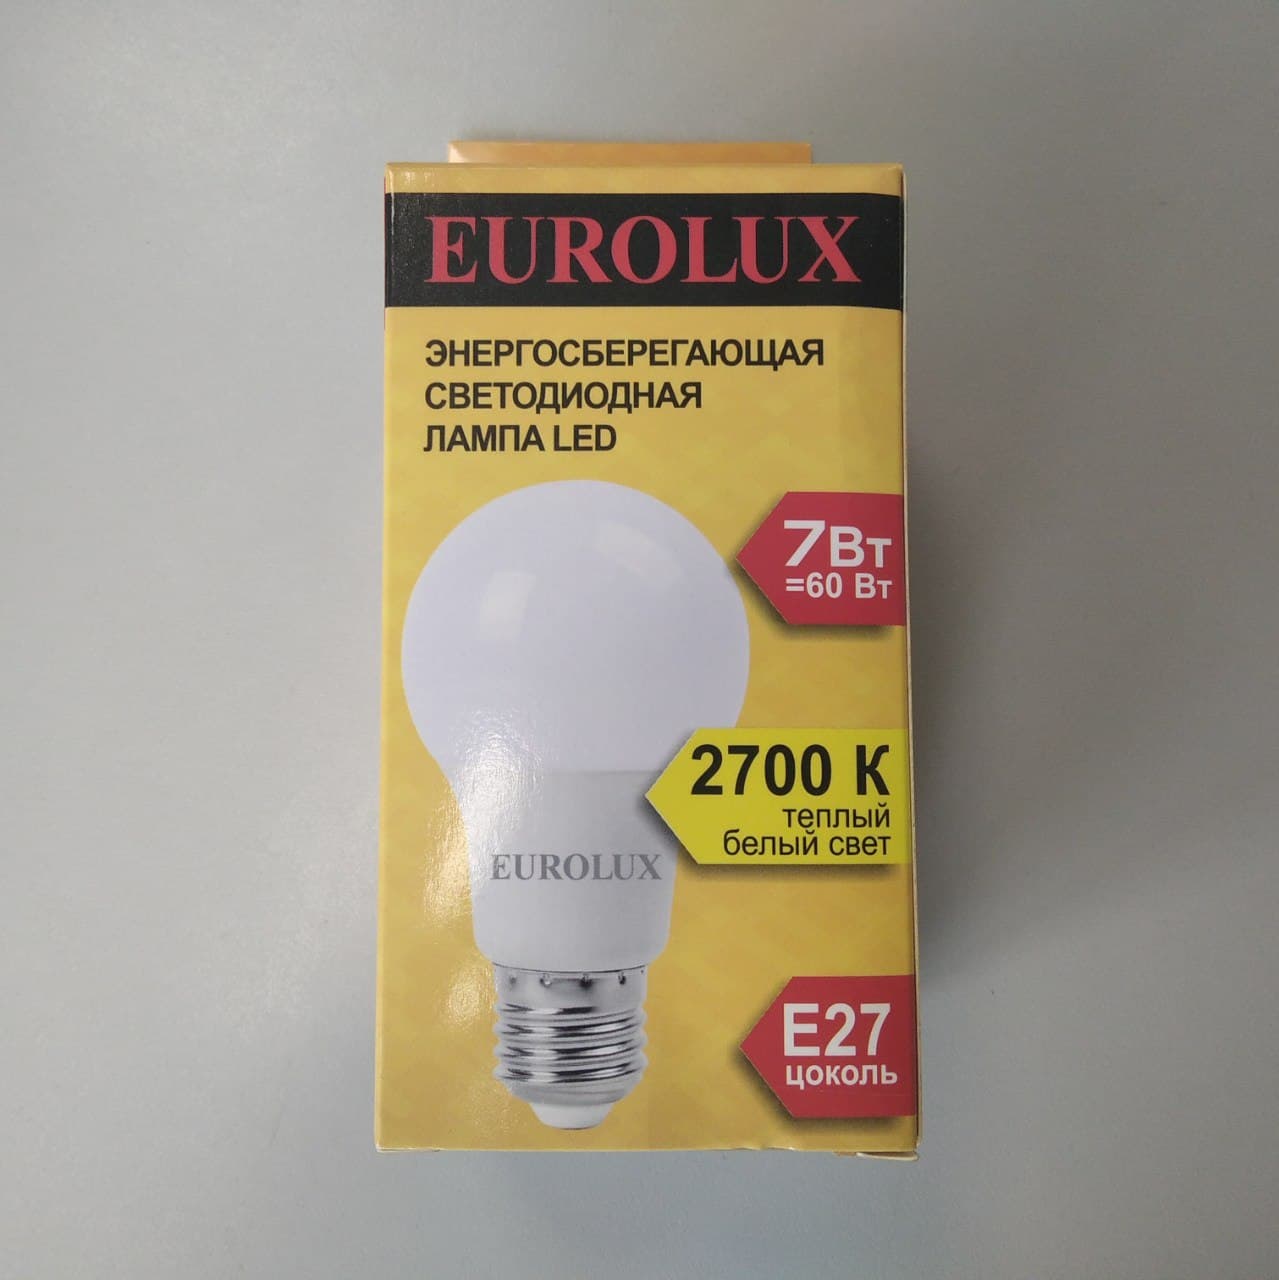 EUROLUX
ЭНЕРГОСБЕРЕГАЮЩАЯ
СВЕТОДИОДНАЯ
ЛАМПА LED
7Вт
=60 Вт
2700 К
теплый
белый свет
EUROLUX
E27
цоколь